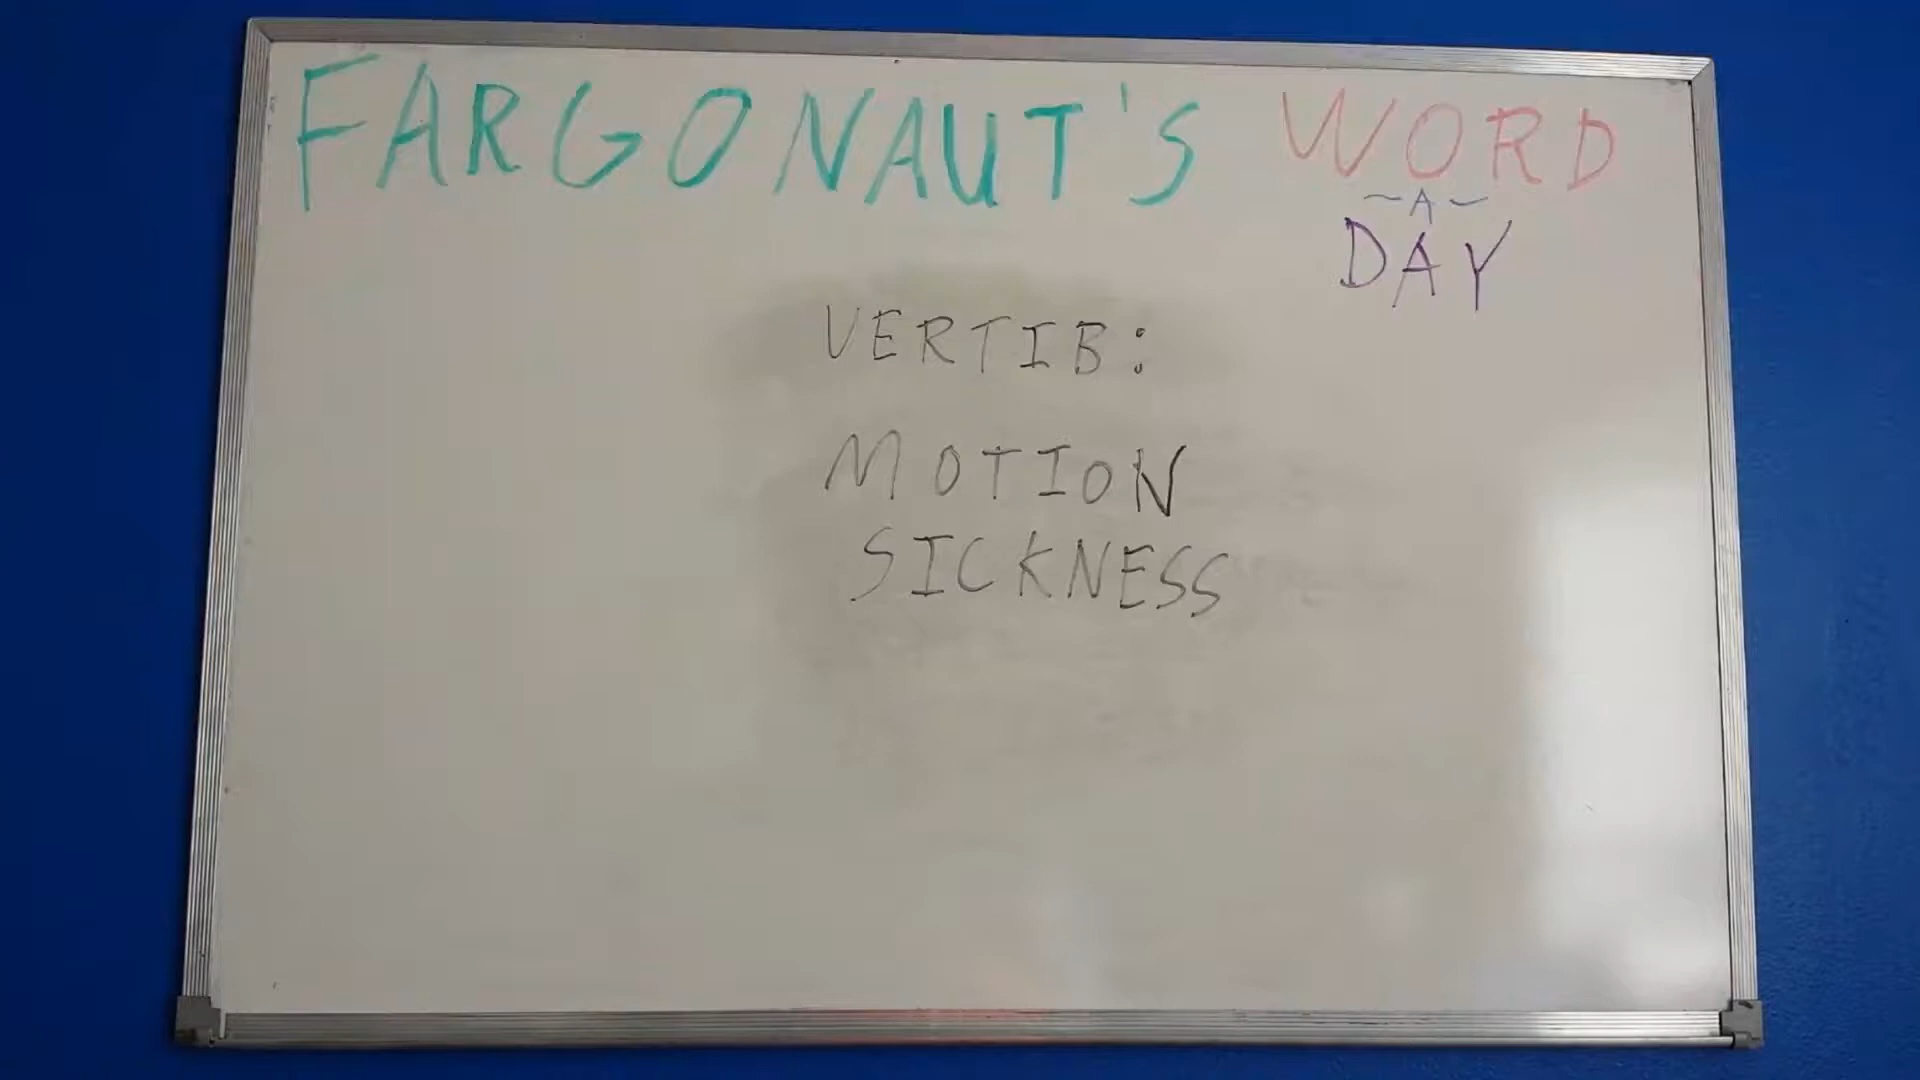 FARGONAUT'S WORD
~A~
DAY
VERTIB:
MOTION
SICKNESS